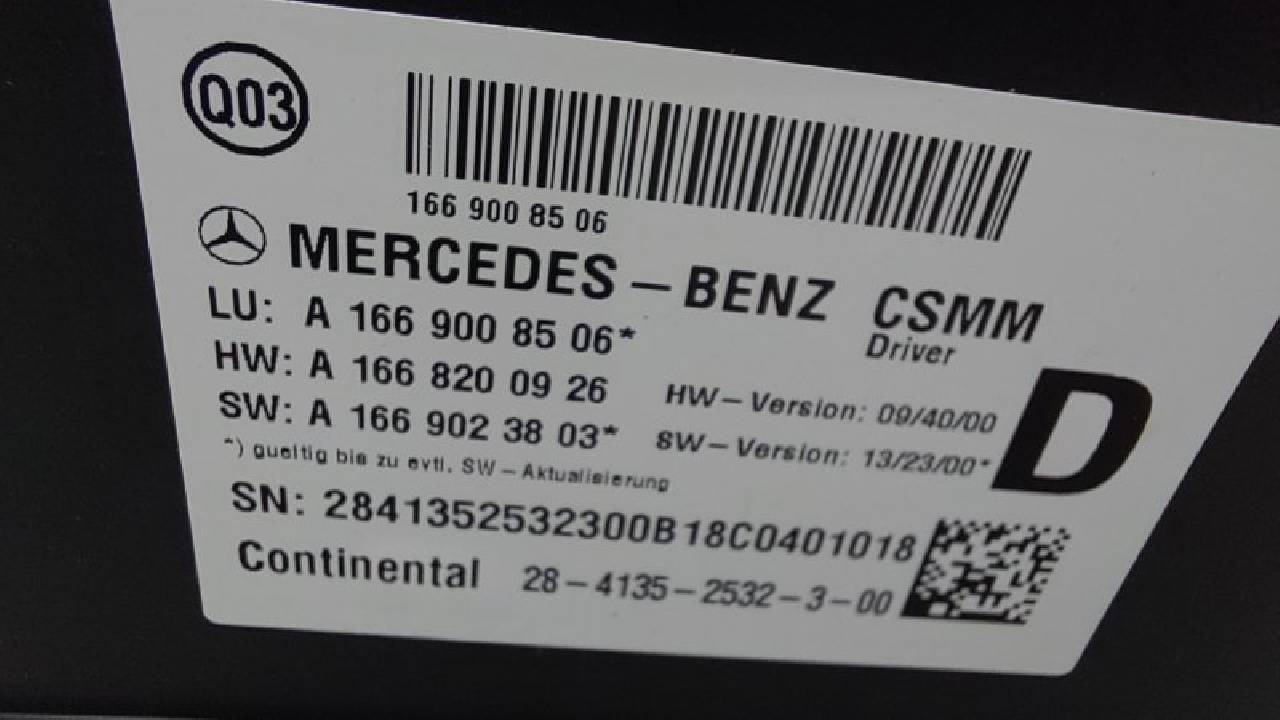 Q03
166 900 85 06
MERCEDES-BENZ CSMM
Driver
LU: A 166 900 85 06*
HW: A 166 820 09 26 HW-Version: 09/40/00
SW: A 166 902 38 03* SW-Version: 13/23/00*
D
*) gueltig bis zu evtl. SW-Aktualisierung
SN: 2841352532300B18C0401018
Continental 28-4135-2532-3-00